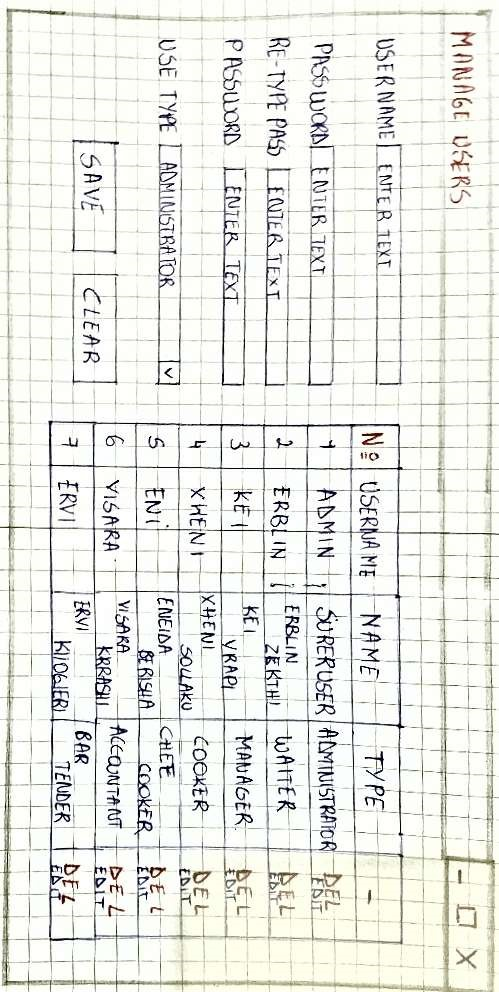 MANAGE USERS
- □ X
USERNAME ENTER TEXT
PASSWORD ENTER TEXT
RE-TYPE PASS ENTER TEXT
PASSWORD ENTER TEXT
USE TYPE ADMINISTRATOR V
SAVE CLEAR
Nº USERNAME NAME TYPE -
1 ADMIN SUPERUSER ADMINISTRATOR DEL EDIT
2 ERBLIN ERBLIN ZEKTHI WAITER DEL EDIT
3 KEI KEI YRAPI MANAGER. DEL EDIT
4 XHENI XHENI SOLLAKU COOKER DEL EDIT
5 ENI ENEIDA BERISHA CHEF COOKER DEL EDIT
6 VISARA. VISARA KRRASHI ACCOUNTANT DEL EDIT
7 ERVI ERVI KJIOGJERI BAR TENDER DEL EDIT